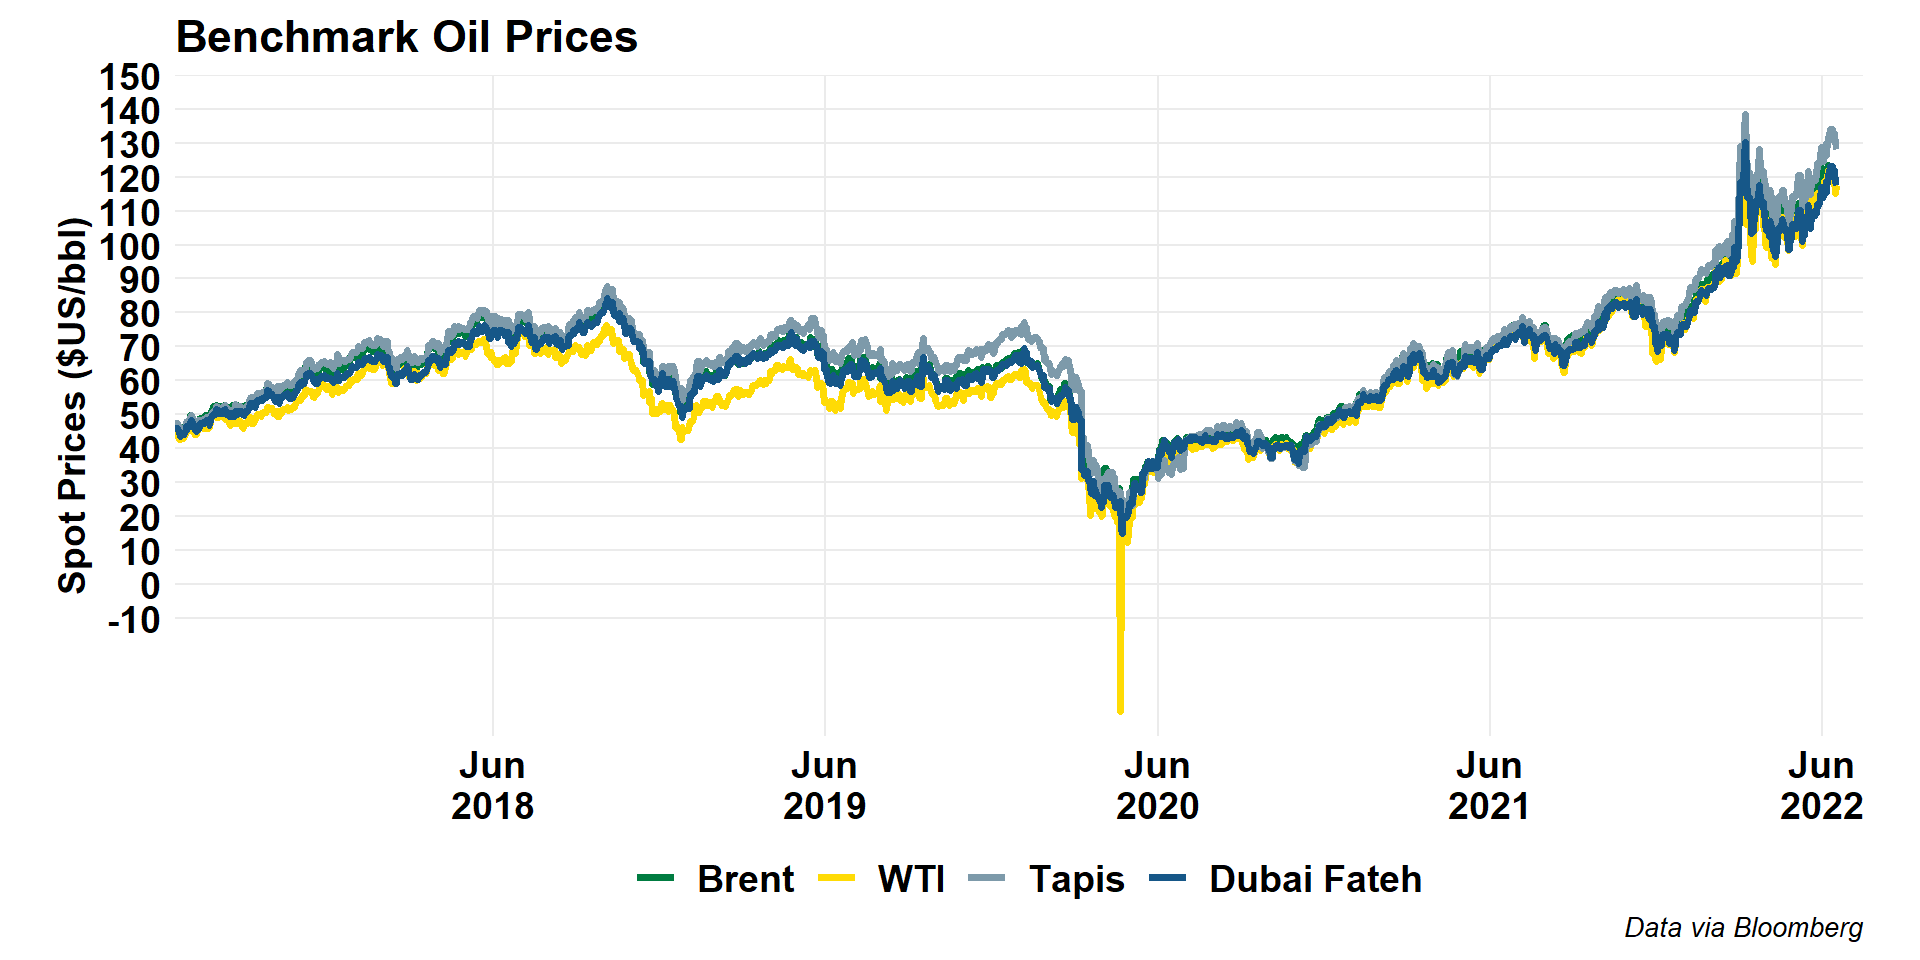 Benchmark Oil Prices
Spot Prices ($US/bbl)
150
140
130
120
110
100
90
80
70
60
50
40
30
20
10
0
-10
Jun 2018
Jun 2019
Jun 2020
Jun 2021
Jun 2022
Brent WTI Tapis Dubai Fateh
Data via Bloomberg